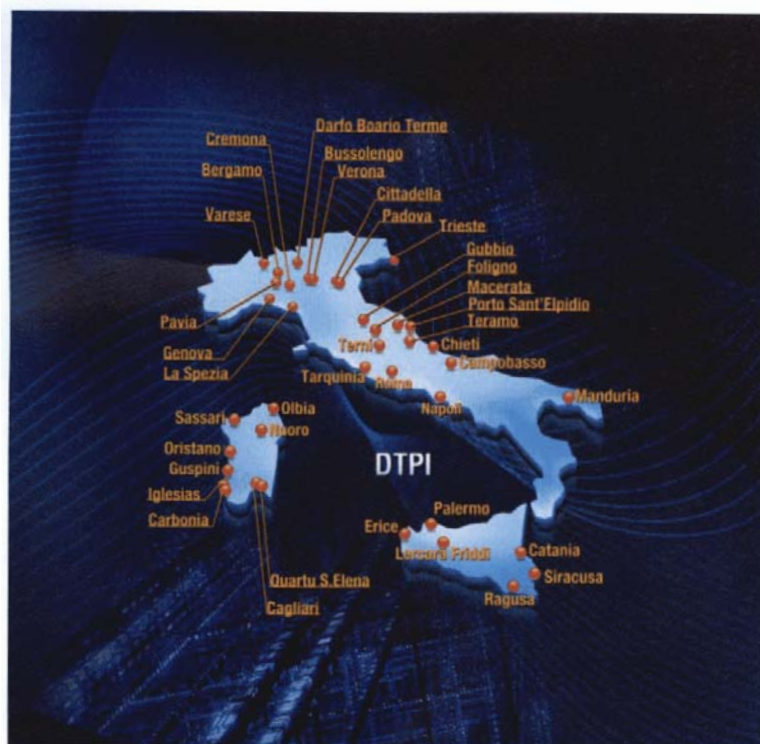 Darfo Boario Terme
Cremona
Bussolengo
Bergamo
Verona
Cittadella
Varese
Padova
Trieste
Gubbio
Foligno
Macerata
Porto Sant'Elpidio
Pavia
Teramo
Genova
Terni
Chieti
La Spezia
Campobasso
Tarquinia
Roma
Manduria
Napoli
Olbia
Sassari
Nuoro
Oristano
DTPI
Guspini
Iglesias
Carbonia
Palermo
Erice
Lercara Friddi
Catania
Quartu S.Elena
Siracusa
Ragusa
Cagliari